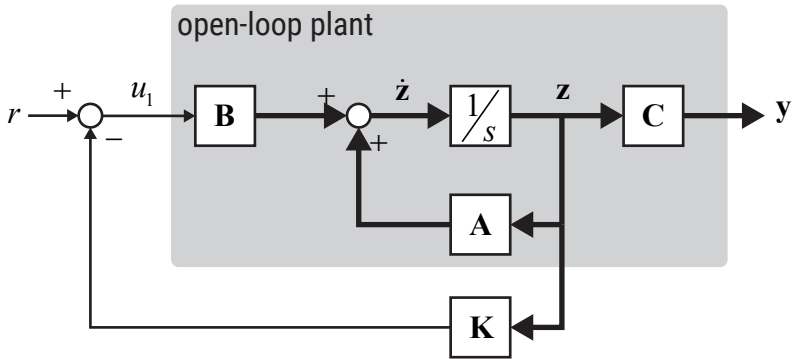 open-loop plant
r + − u₁ B + + ż 1/s z C y
A
K